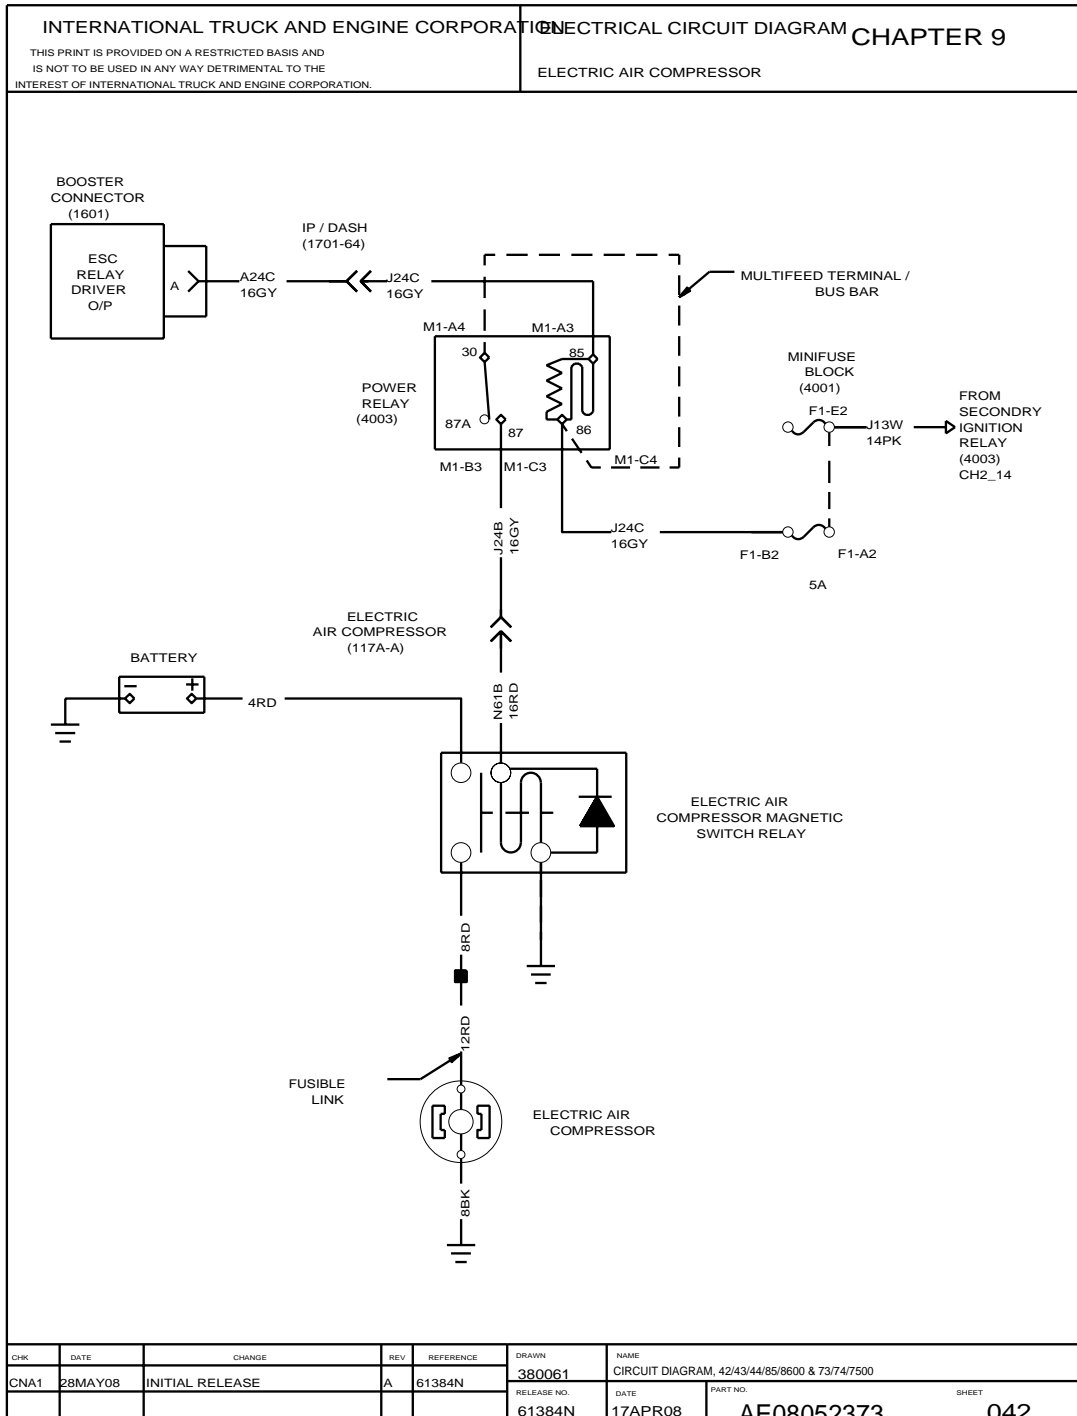 INTERNATIONAL TRUCK AND ENGINE CORPORATION
THIS PRINT IS PROVIDED ON A RESTRICTED BASIS AND
IS NOT TO BE USED IN ANY WAY DETRIMENTAL TO THE
INTEREST OF INTERNATIONAL TRUCK AND ENGINE CORPORATION.
ELECTRICAL CIRCUIT DIAGRAM
CHAPTER 9
ELECTRIC AIR COMPRESSOR
BOOSTER
CONNECTOR
(1601)
ESC
RELAY
DRIVER
O/P
A
A24C
16GY
IP / DASH
(1701-64)
J24C
16GY
MULTIFEED TERMINAL /
BUS BAR
M1-A4
M1-A3
30
85
POWER
RELAY
(4003)
87A
87
86
M1-B3
M1-C3
M1-C4
MINIFUSE
BLOCK
(4001)
F1-E2
J13W
14PK
FROM
SECONDRY
IGNITION
RELAY
(4003)
CH2_14
J24B
16GY
J24C
16GY
F1-B2
F1-A2
5A
ELECTRIC
AIR COMPRESSOR
(117A-A)
BATTERY
− +
4RD
N61B
16RD
ELECTRIC AIR
COMPRESSOR MAGNETIC
SWITCH RELAY
8RD
12RD
FUSIBLE
LINK
ELECTRIC AIR
COMPRESSOR
8BK
CHK DATE CHANGE REV REFERENCE
CNA1 28MAY08 INITIAL RELEASE A 61384N
DRAWN
380061
NAME
CIRCUIT DIAGRAM, 42/43/44/85/8600 & 73/74/7500
RELEASE NO.
61384N
DATE
17APR08
PART NO.
AE08052373
SHEET
042